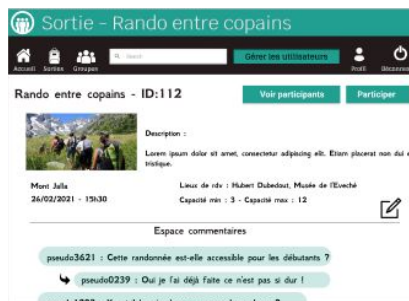 Sortie - Rando entre copains
Search
Gérer les utilisateurs
Accueil Sorties Groupes
Profil
Rando entre copains - ID:112
Voir participants
Participer
Description :
Lorem ipsum dolor sit amet, consectetur adipiscing elit. Etiam placerat non dui
tristique.
Mont Jalla
Lieux de rdv : Hubert Dubedout, Musée de l'Eveché
26/02/2021 - 15h30
Capacité min : 3 - Capacité max : 12
Espace commentaires
pseudo3621 : Cette randonnée est-elle accessible pour les débutants ?
pseudo0239 : Oui je l'ai déjà faite ce n'est pas si dur !